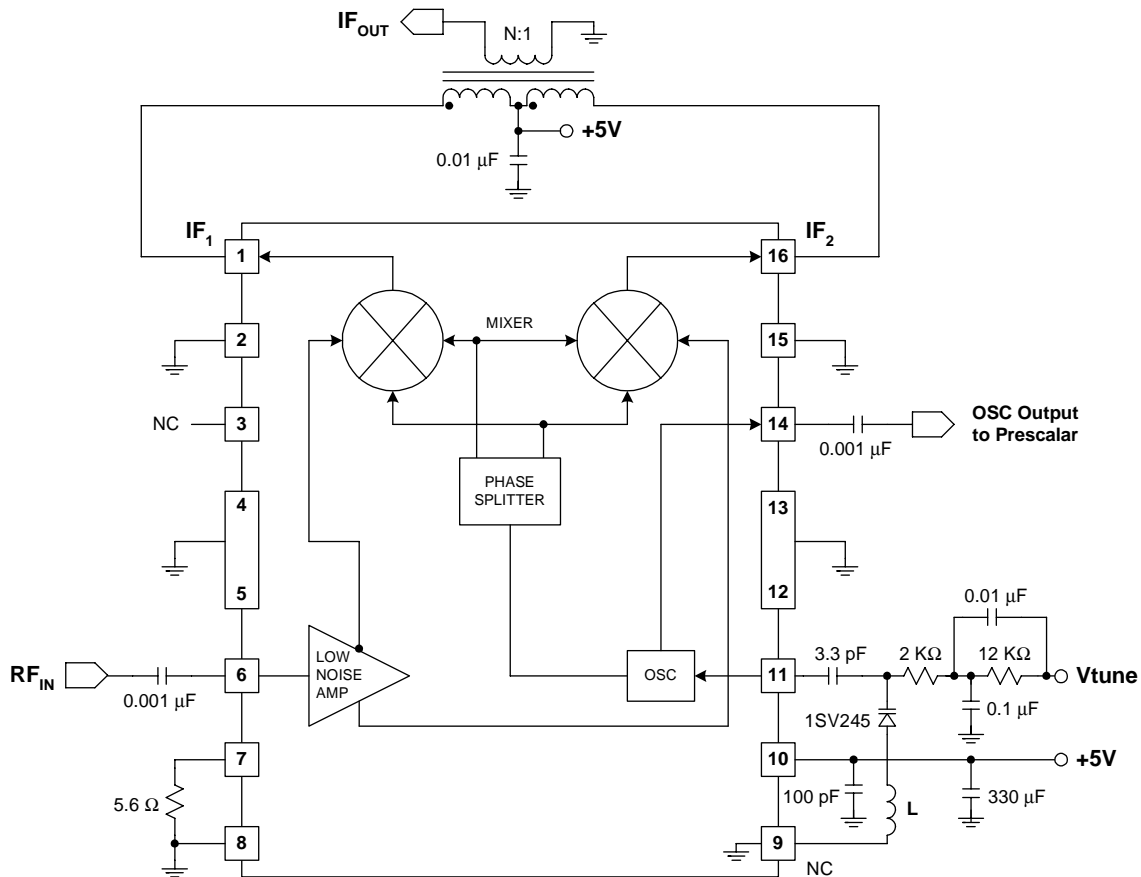 IF_OUT
N:1
+5V
0.01 μF
IF_1
IF_2
1
16
2
MIXER
15
NC
3
14
OSC Output
to Prescalar
0.001 μF
PHASE
SPLITTER
4
13
5
12
0.01 μF
3.3 pF
2 KΩ
12 KΩ
RF_IN
0.001 μF
6
LOW
NOISE
AMP
OSC
11
Vtune
1SV245
0.1 μF
7
10
+5V
5.6 Ω
100 pF
L
330 μF
8
9
NC